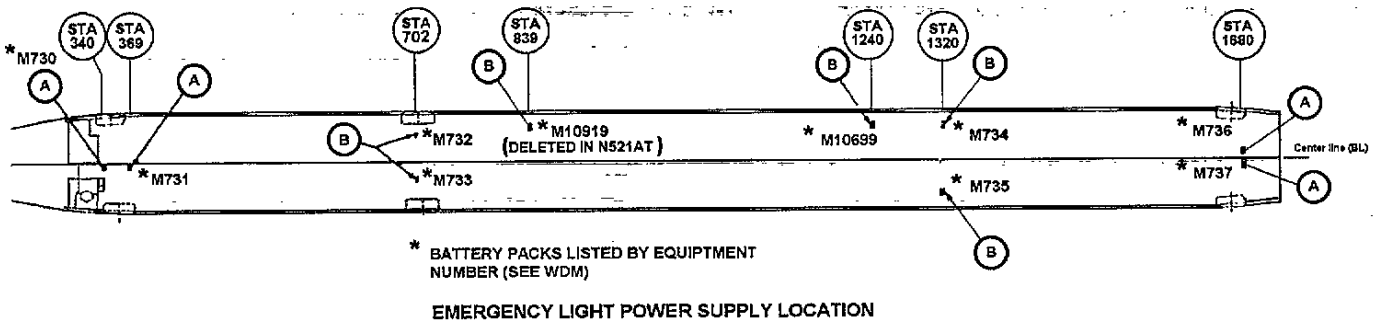 STA
340
STA
369
STA
702
STA
839
STA
1240
STA
1320
STA
1680
* M730
A
A
B
B
B
A
B
* M732
* M10919
(DELETED IN N521AT)
* M10699
* M734
* M736
Center line (BL)
* M731
* M733
* M735
* M737
A
B
* BATTERY PACKS LISTED BY EQUIPTMENT
NUMBER (SEE WDM)
EMERGENCY LIGHT POWER SUPPLY LOCATION